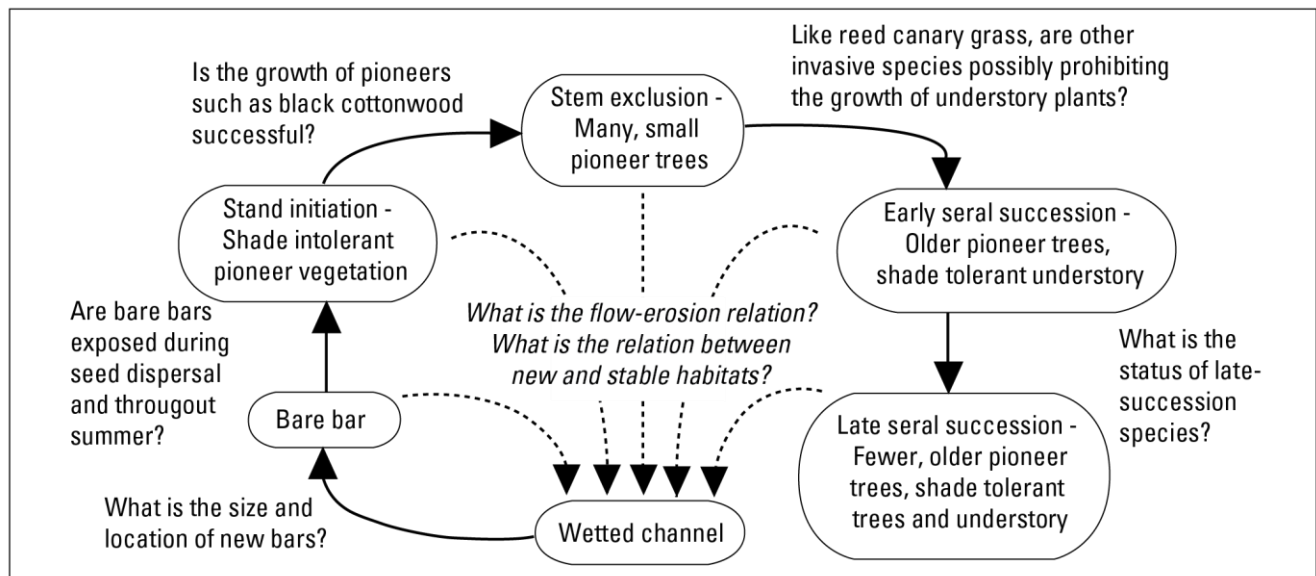 Is the growth of pioneers
such as black cottonwood
successful?
Stem exclusion -
Many, small
pioneer trees
Like reed canary grass, are other
invasive species possibly prohibiting
the growth of understory plants?
Stand initiation -
Shade intolerant
pioneer vegetation
Early seral succession -
Older pioneer trees,
shade tolerant understory
Are bare bars
exposed during
seed dispersal
and througout
summer?
What is the flow-erosion relation?
What is the relation between
new and stable habitats?
What is the
status of late-
succession
species?
Bare bar
Late seral succession -
Fewer, older pioneer
trees, shade tolerant
trees and understory
What is the size and
location of new bars?
Wetted channel